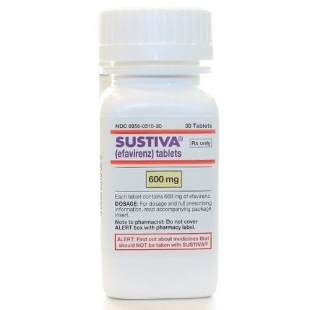 NDC 0056-0510-30 30 Tablets
SUSTIVA® Rx only
(efavirenz) tablets
600 mg
Each tablet contains 600 mg of efavirenz.
DOSAGE: For dosage and full prescribing
information, read accompanying package
insert.
Note to pharmacist: Do not cover
ALERT box with pharmacy label.
ALERT: Find out about medicines that
should NOT be taken with SUSTIVA®